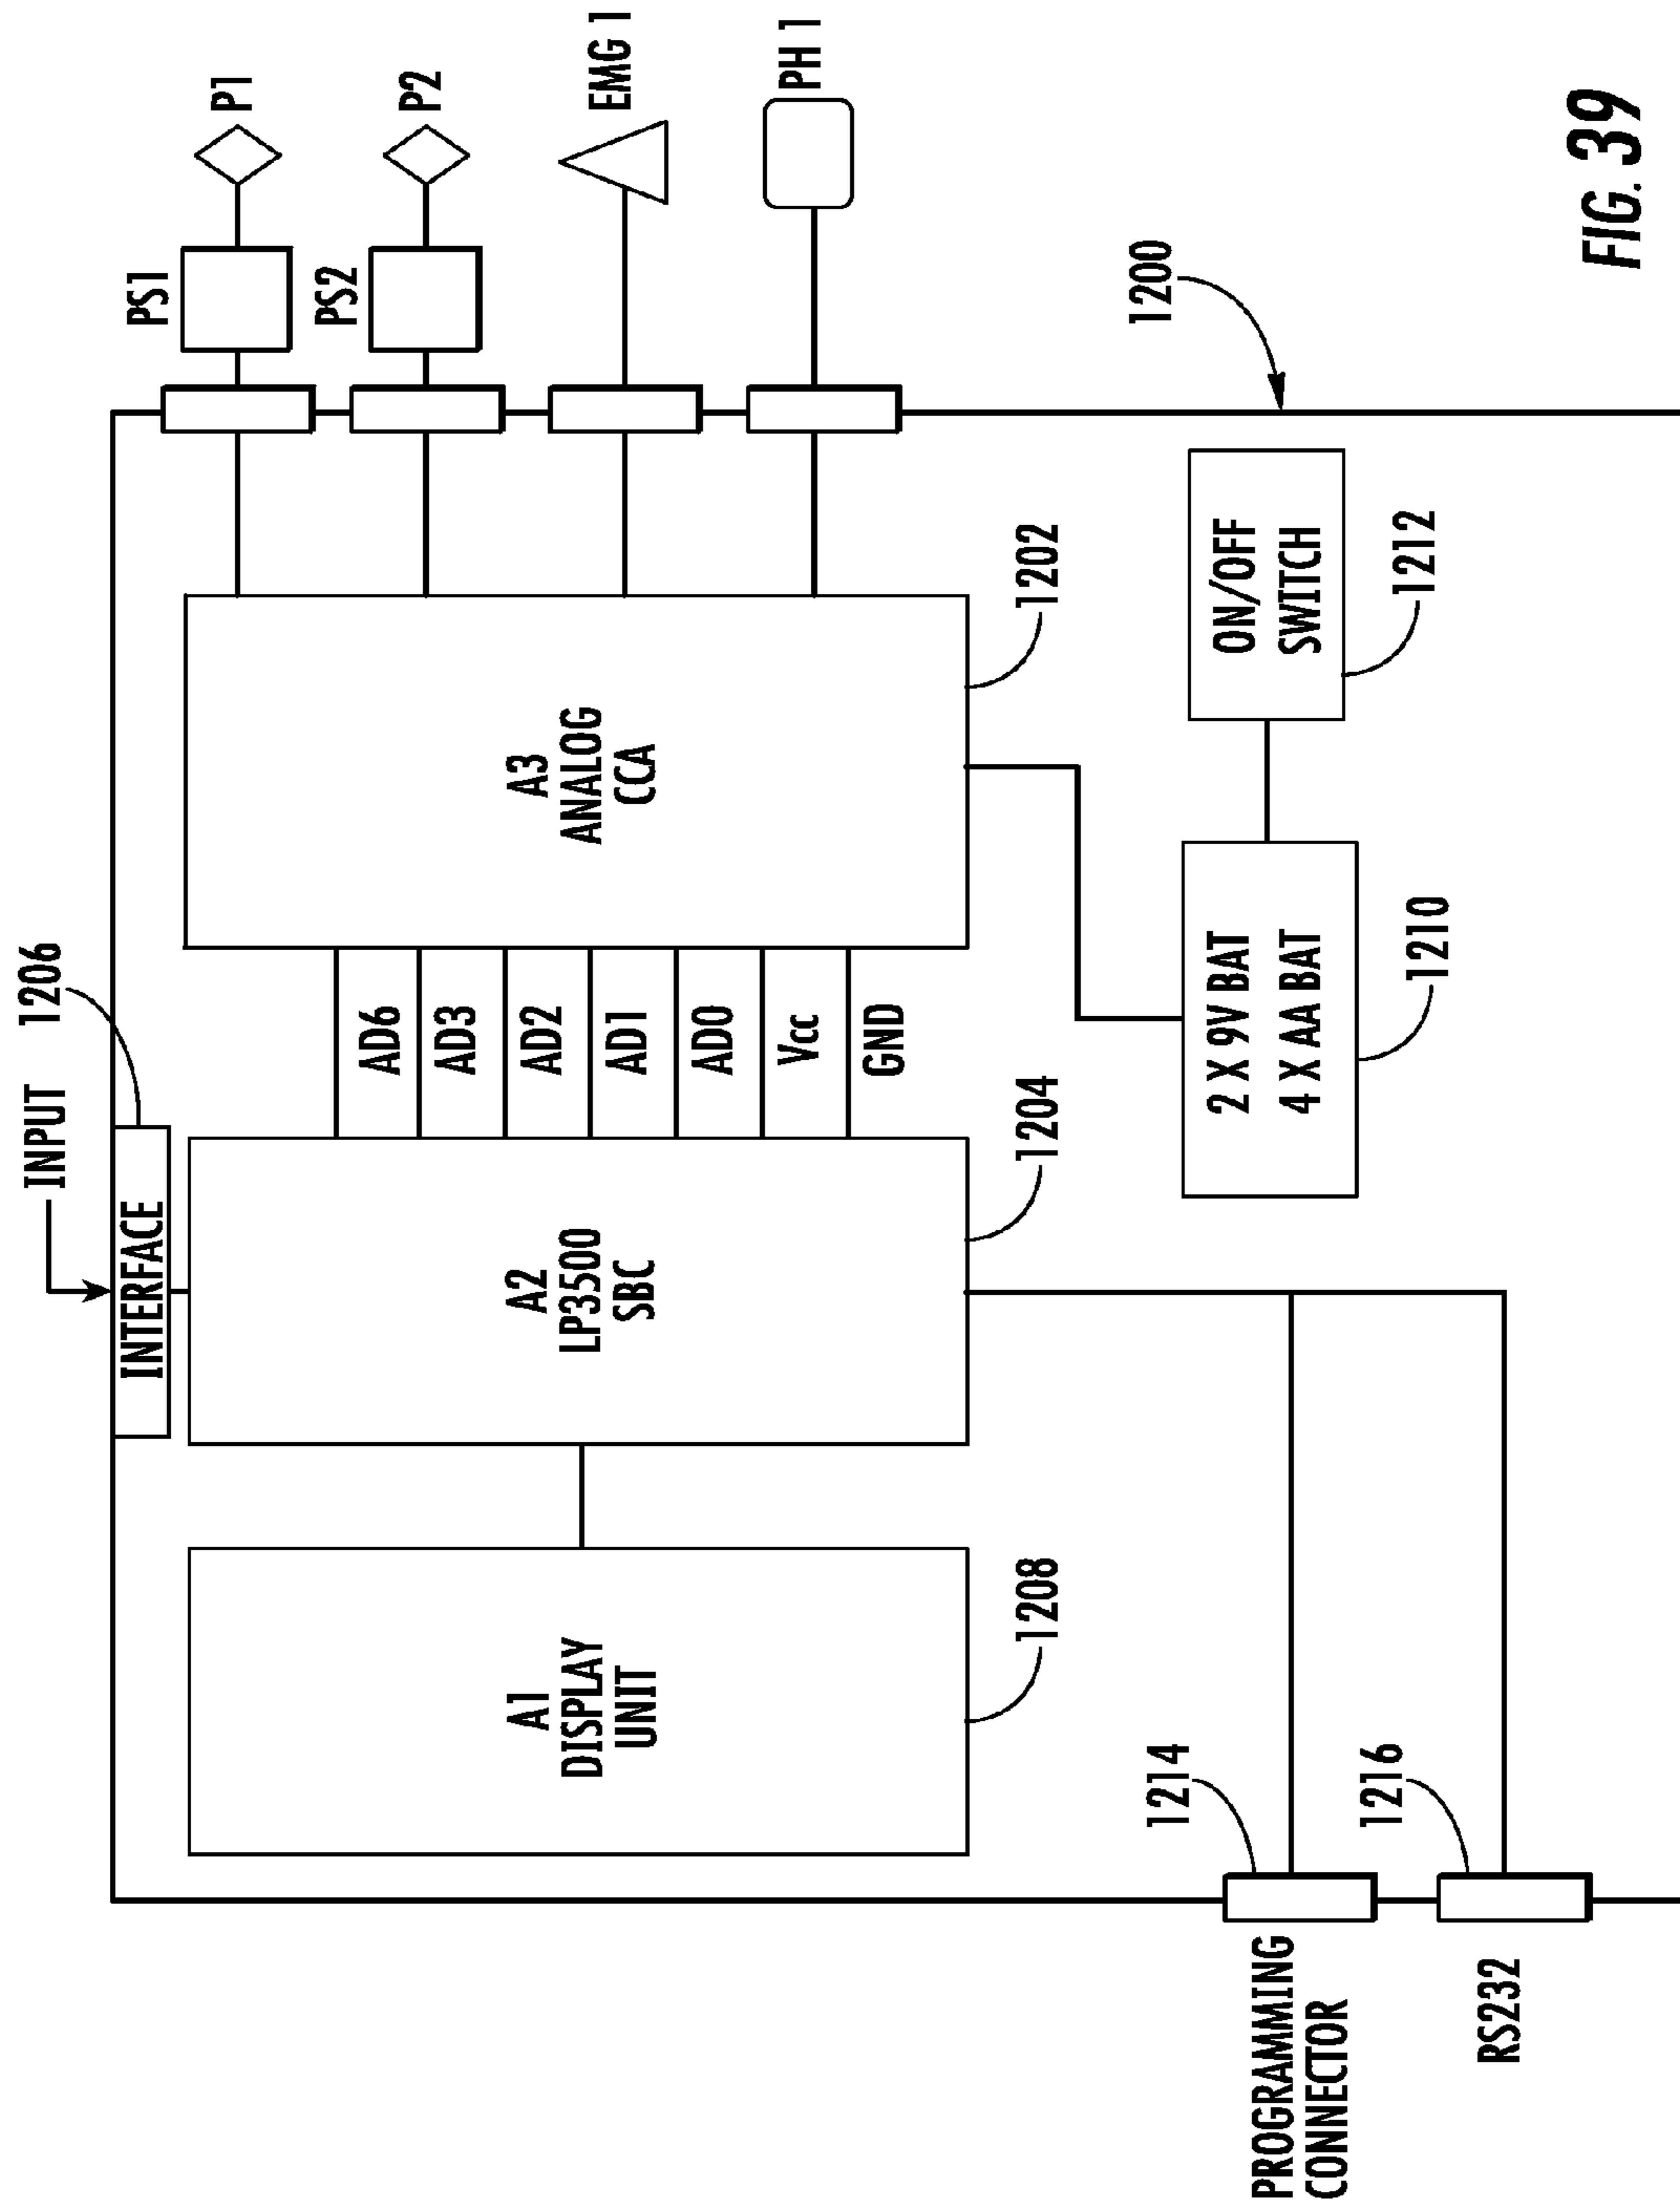 1206
INPUT
INTERFACE
A1
DISPLAY
UNIT
1208
A2
LP3500
SBC
1204
AD6
AD3
AD2
AD1
AD0
Vcc
GND
A3
ANALOG
CCA
1202
PS1
P1
PS2
P2
EMG 1
PH 1
1200
2 X 9V BAT
4 X AA BAT
1210
ON/OFF
SWITCH
1212
1214
PROGRAMMING
CONNECTOR
1216
RS232
FIG. 39